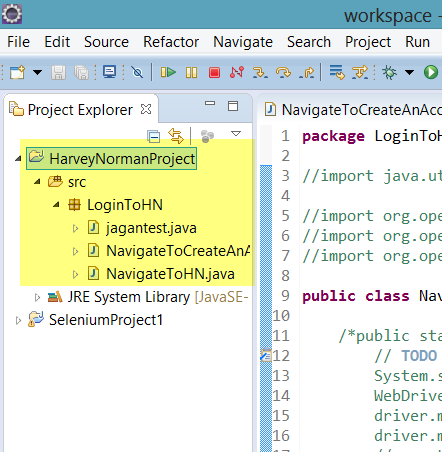 workspace -
File Edit Source Refactor Navigate Search Project Run
Project Explorer
HarveyNormanProject
src
LoginToHN
jagantest.java
NavigateToCreateAnA
NavigateToHN.java
JRE System Library [JavaSE-
SeleniumProject1
NavigateToCreateAnAcc
1 package LoginToH
2
3 //import java.ut
4
5 //import org.ope
6 //import org.ope
7 //import org.ope
8
9 public class Nav
10
11 /*public sta
12 // TODO
13 System.s
14 WebDrive
15 driver.m
16 driver.m